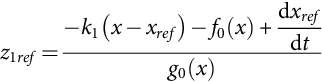 z_{1ref} = \frac{-k_1(x - x_{ref}) - f_0(x) + \frac{dx_{ref}}{dt}}{g_0(x)}